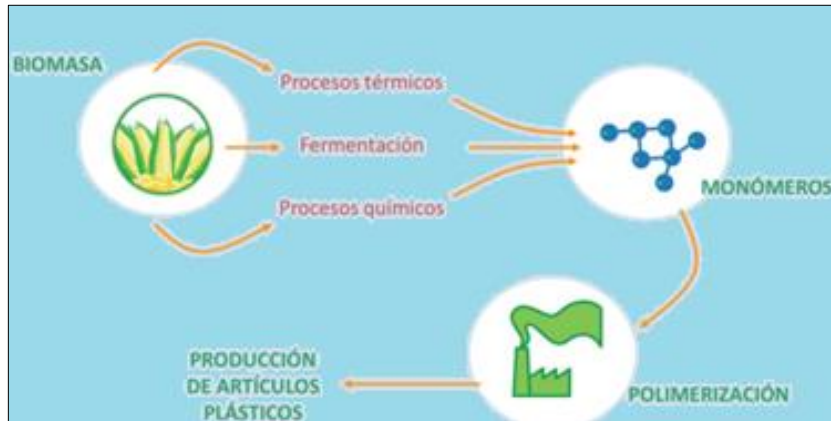 BIOMASA
Procesos térmicos
Fermentación
Procesos químicos
MONÓMEROS
POLIMERIZACIÓN
PRODUCCIÓN
DE ARTÍCULOS
PLÁSTICOS